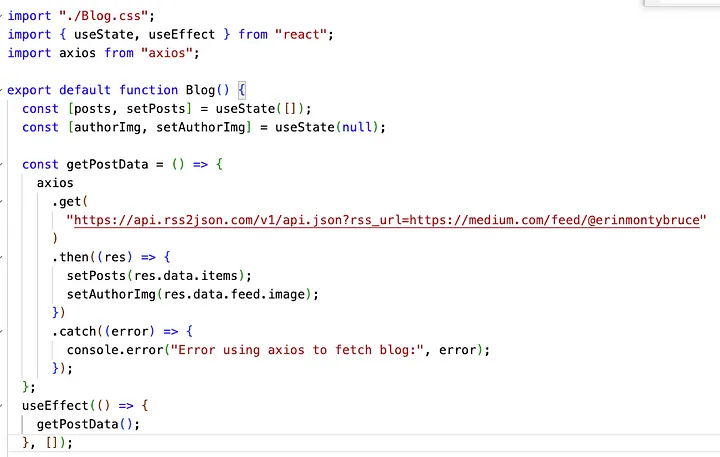 import "./Blog.css";
import { useState, useEffect } from "react";
import axios from "axios";
export default function Blog() {
const [posts, setPosts] = useState([]);
const [authorImg, setAuthorImg] = useState(null);
const getPostData = () => {
axios
.get(
"https://api.rss2json.com/v1/api.json?rss_url=https://medium.com/feed/@erinmontybruce"
)
.then((res) => {
setPosts(res.data.items);
setAuthorImg(res.data.feed.image);
})
.catch((error) => {
console.error("Error using axios to fetch blog:", error);
});
};
useEffect(() => {
getPostData();
}, []);